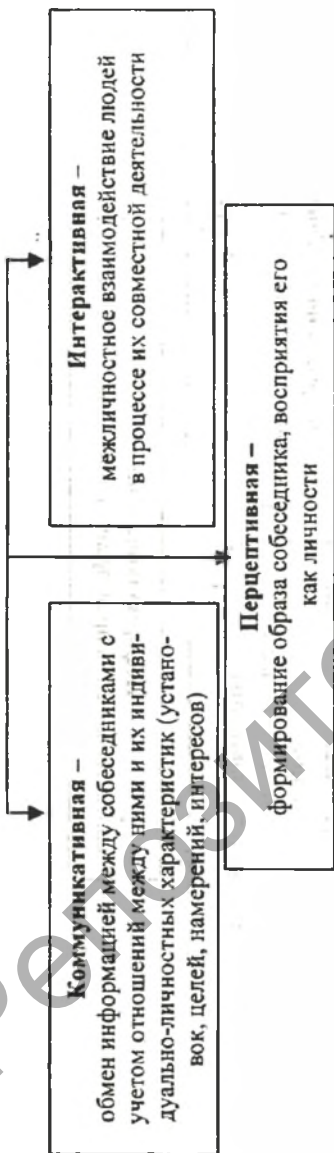 Коммуникативная –
обмен информацией между собеседниками с
учетом отношений между ними и их индиви-
дуально-личностных характеристик (устано-
вок, целей, намерений, интересов)
Интерактивная –
межличностное взаимодействие людей
в процессе их совместной деятельности
Перцептивная –
формирование образа собеседника, восприятия его
как личности